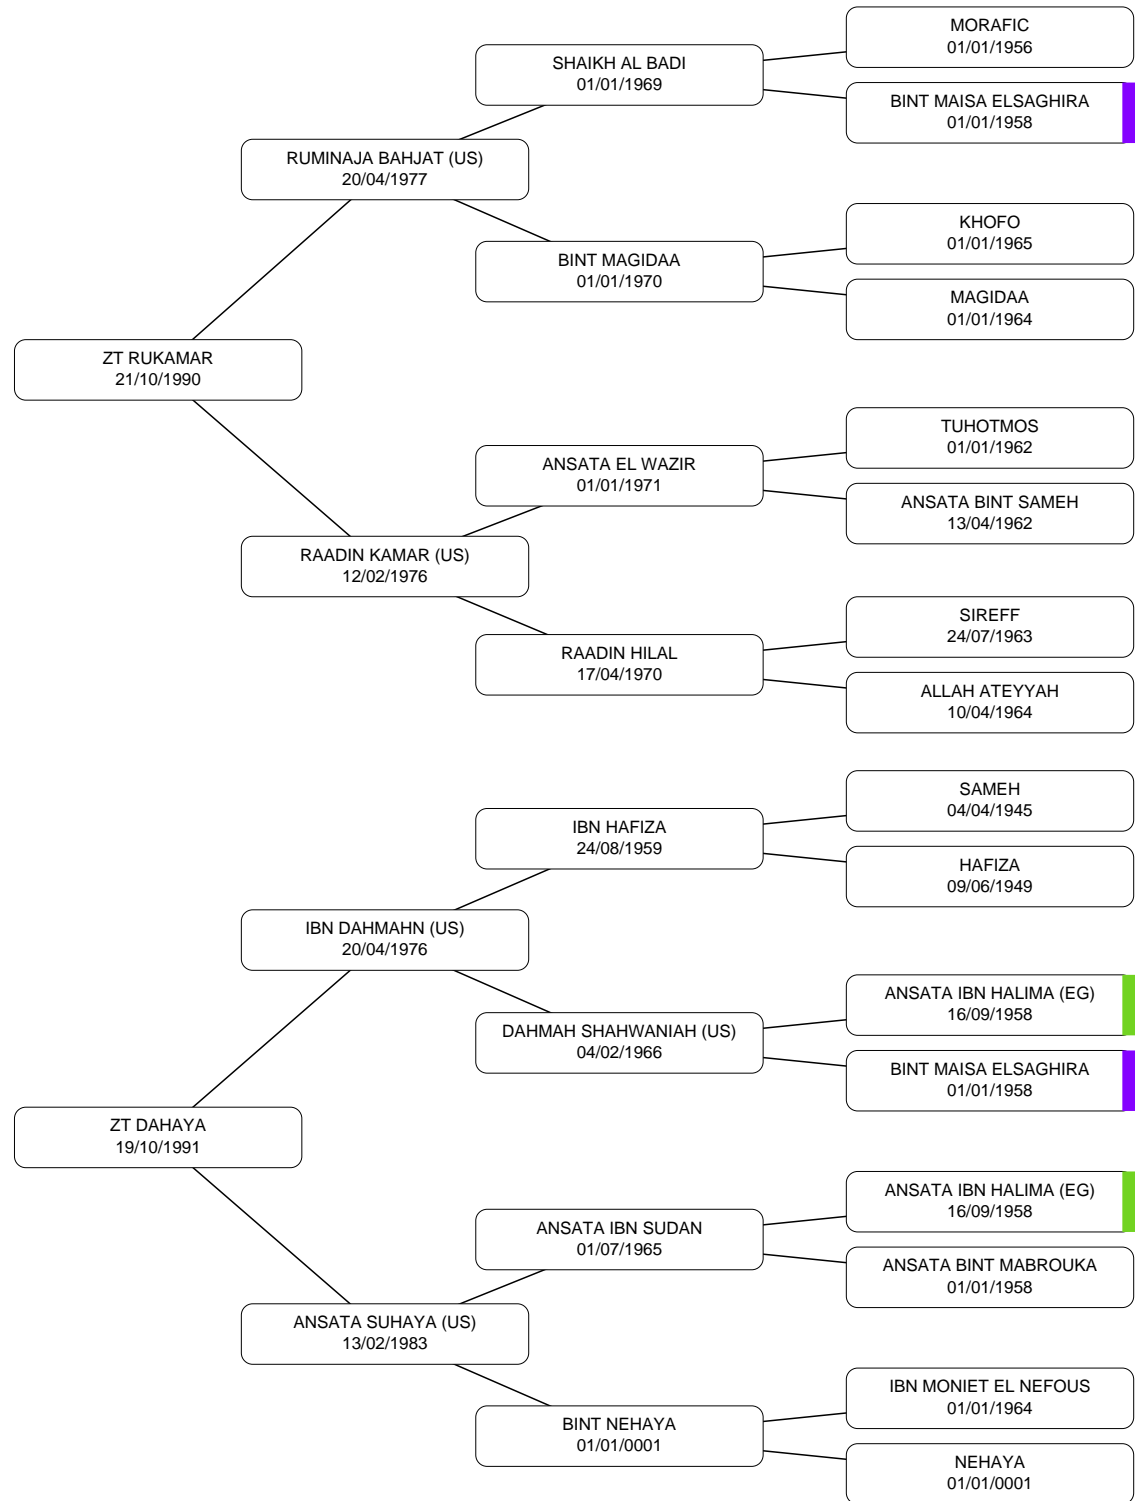 MORAFIC
01/01/1956
SHAIKH AL BADI
01/01/1969
BINT MAISA ELSAGHIRA
01/01/1958
RUMINAJA BAHJAT (US)
20/04/1977
KHOFO
01/01/1965
BINT MAGIDAA
01/01/1970
MAGIDAA
01/01/1964
ZT RUKAMAR
21/10/1990
TUHOTMOS
01/01/1962
ANSATA EL WAZIR
01/01/1971
ANSATA BINT SAMEH
13/04/1962
RAADIN KAMAR (US)
12/02/1976
SIREFF
24/07/1963
RAADIN HILAL
17/04/1970
ALLAH ATEYYAH
10/04/1964
SAMEH
04/04/1945
IBN HAFIZA
24/08/1959
HAFIZA
09/06/1949
IBN DAHMAHN (US)
20/04/1976
ANSATA IBN HALIMA (EG)
16/09/1958
DAHMAH SHAHWANIAH (US)
04/02/1966
BINT MAISA ELSAGHIRA
01/01/1958
ZT DAHAYA
19/10/1991
ANSATA IBN HALIMA (EG)
16/09/1958
ANSATA IBN SUDAN
01/07/1965
ANSATA BINT MABROUKA
01/01/1958
ANSATA SUHAYA (US)
13/02/1983
IBN MONIET EL NEFOUS
01/01/1964
BINT NEHAYA
01/01/0001
NEHAYA
01/01/0001